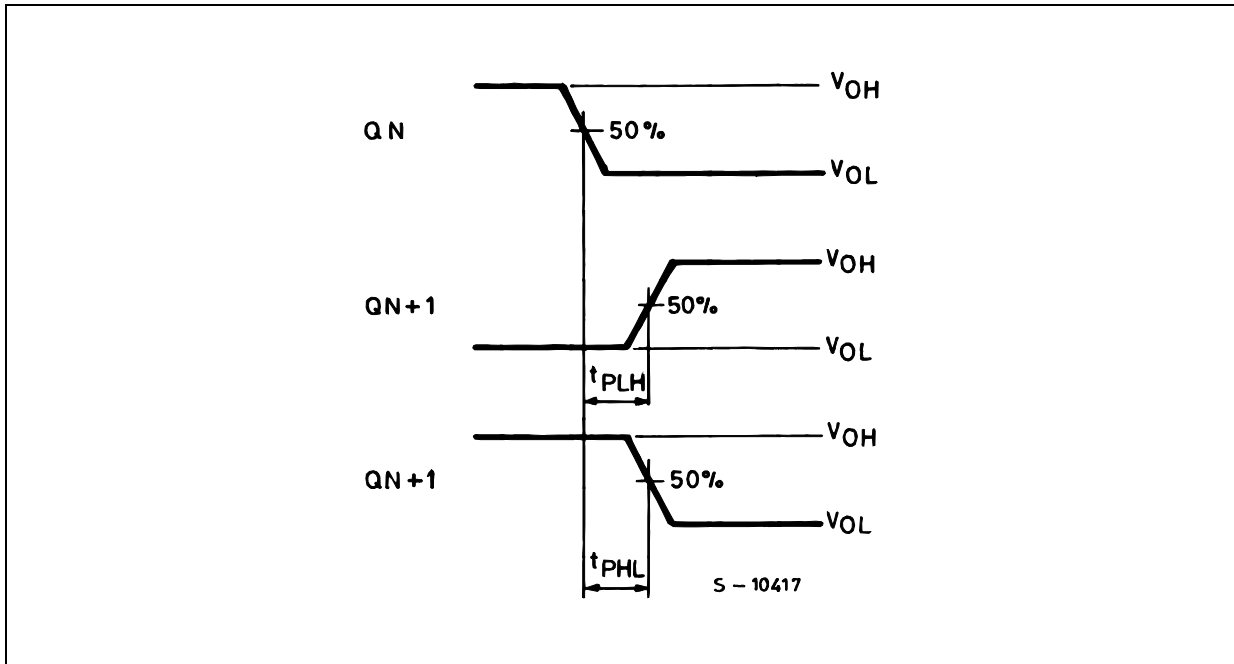 VOH
QN
50%
VOL
VOH
QN+1
50%
VOL
tPLH
VOH
QN+1
50%
VOL
tPHL
S-10417